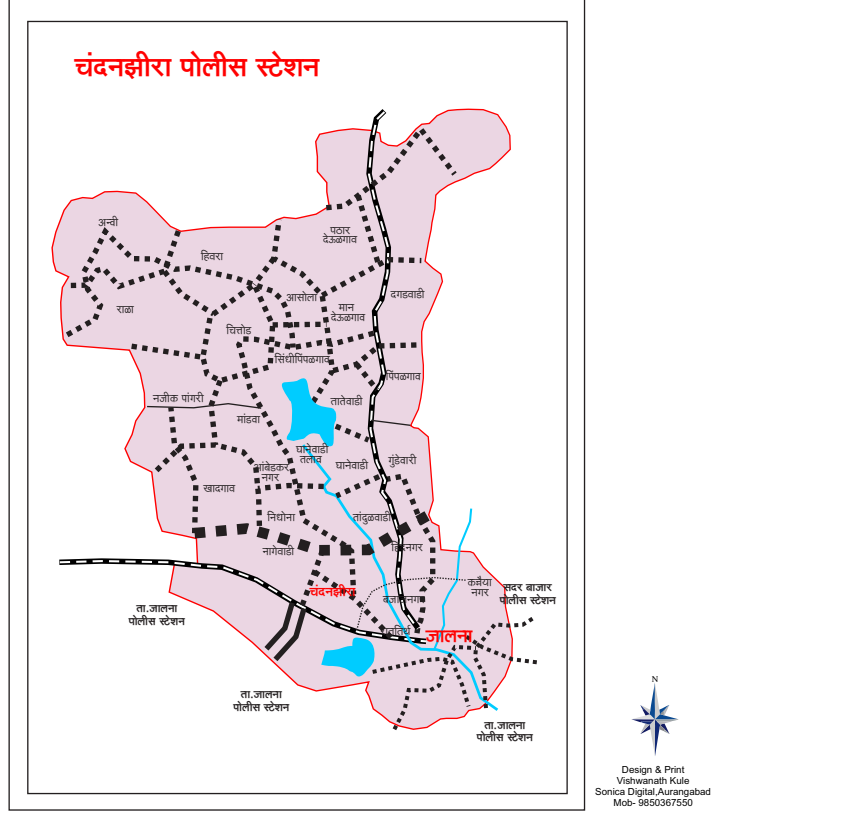 चंदनझीरा पोलीस स्टेशन
अन्वी
हिवरा
पठार
देऊळगाव
राळा
आसोला
मान
देऊळगाव
दगडवाडी
चित्तोड
सिंधीपिंपळगाव
पिंपळगाव
नजीक पांगरी
तातेवाडी
मांडवा
घानेवाडी
तलाव
आंबेडकर
नगर
घानेवाडी
गुंडेवारी
खादगाव
निधोना
तांदुळवाडी
नागेवाडी
चंदनझीरा
कन्हैया
नगर
सदर बाजार
पोलीस स्टेशन
ता.जालना
पोलीस स्टेशन
जालना
ता.जालना
पोलीस स्टेशन
ता.जालना
पोलीस स्टेशन
N
Design & Print
Vishwanath Kule
Sonica Digital,Aurangabad
Mob- 9850367550